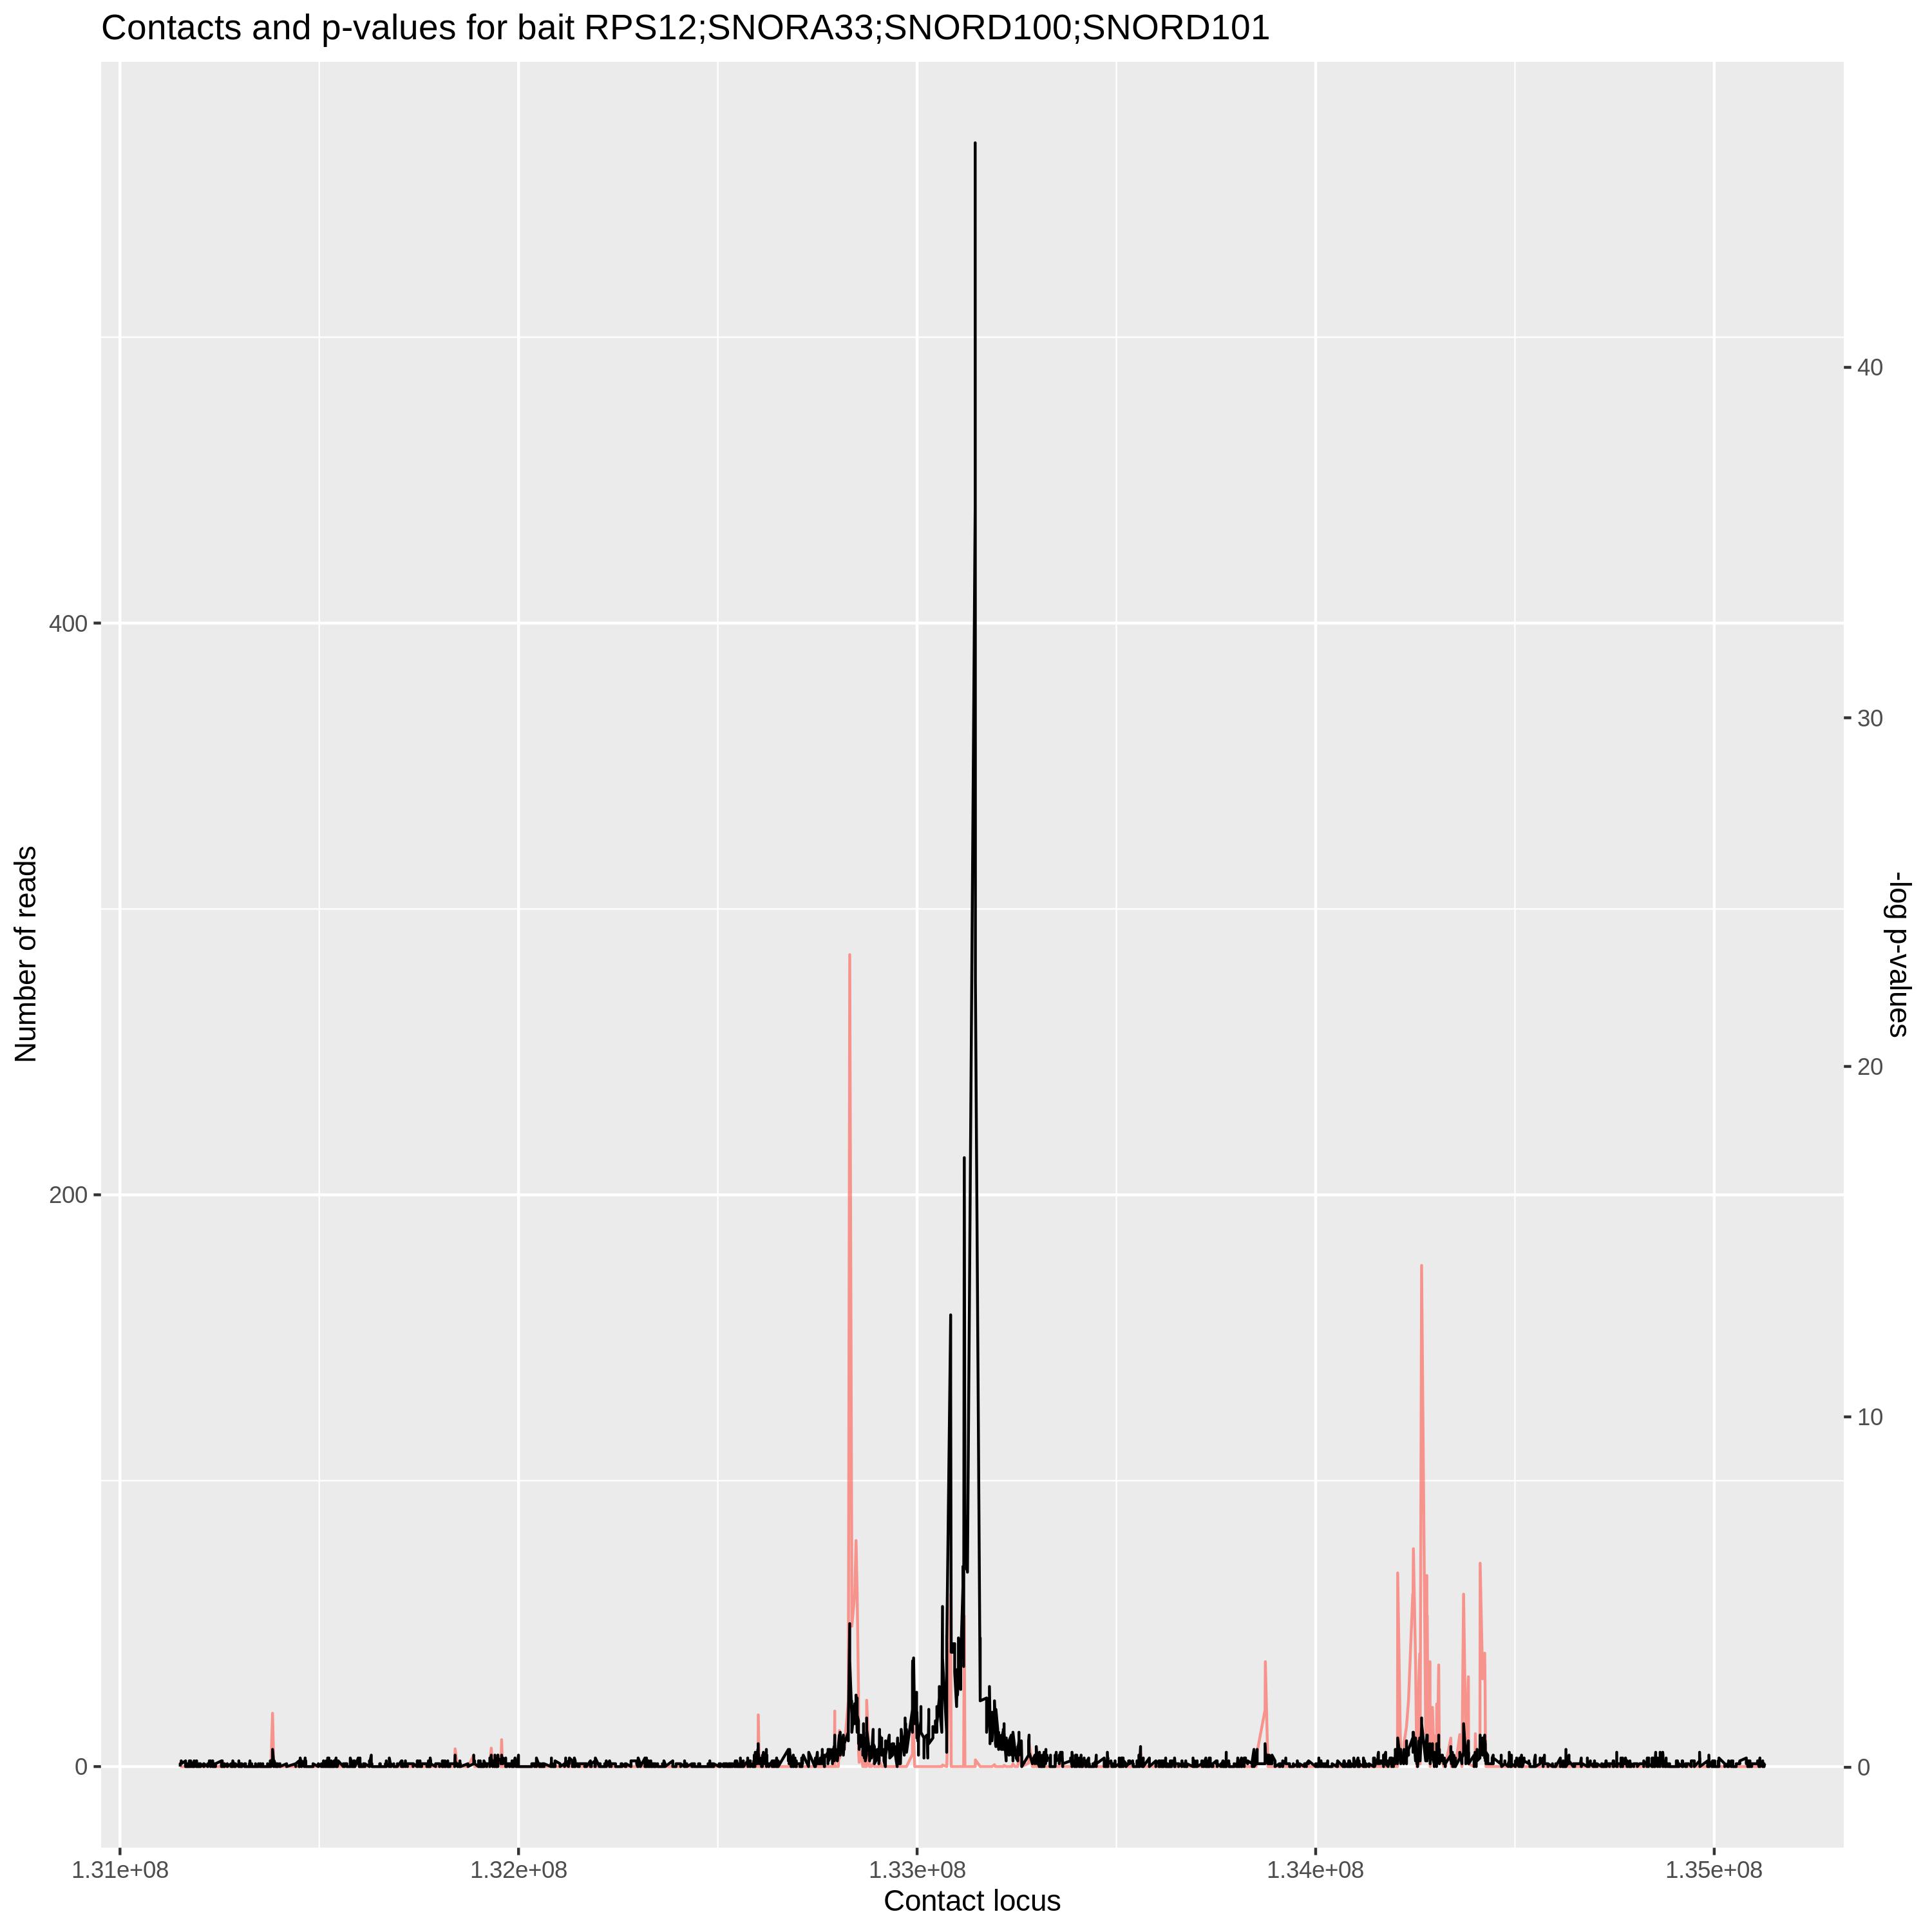 Contacts and p-values for bait RPS12;SNORA33;SNORD100;SNORD101
Number of reads
400
200
0
40
30
20
10
0
-log p-values
1.31e+08 1.32e+08 1.33e+08 1.34e+08 1.35e+08
Contact locus